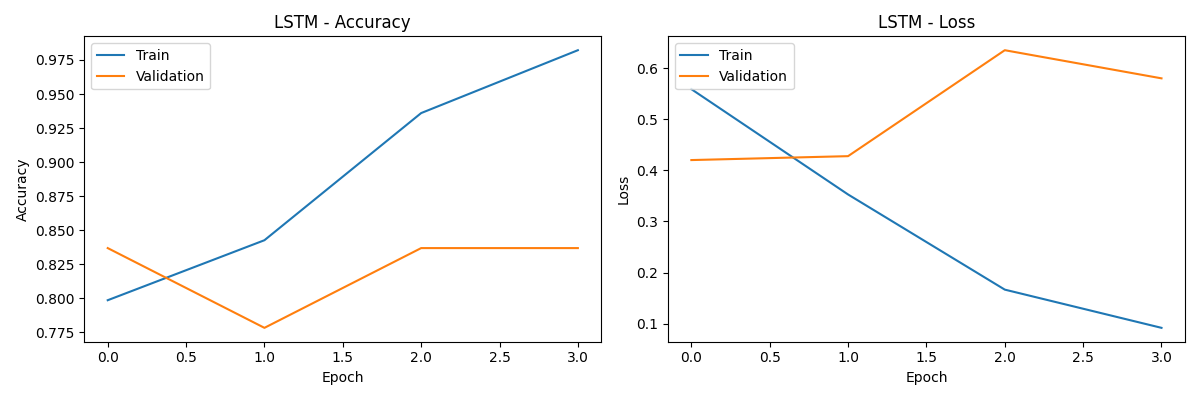 LSTM - Accuracy
Train
Validation
0.975
0.950
0.925
0.900
0.875
0.850
0.825
0.800
0.775
Accuracy
0.0 0.5 1.0 1.5 2.0 2.5 3.0
Epoch
LSTM - Loss
Train
Validation
0.6
0.5
0.4
0.3
0.2
0.1
Loss
0.0 0.5 1.0 1.5 2.0 2.5 3.0
Epoch